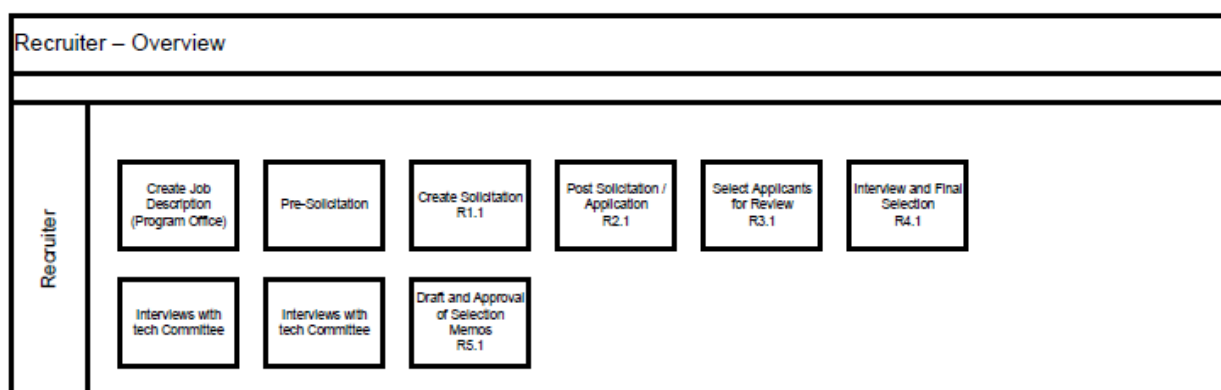 Recruiter – Overview
Recruiter
Create Job
Description
(Program Office)
Pre-Solicitation
Create Solicitation
R1.1
Post Solicitation /
Application
R2.1
Select Applicants
for Review
R3.1
Interview and Final
Selection
R4.1
Interviews with
tech Committee
Interviews with
tech Committee
Draft and Approval
of Selection
Memos
R5.1